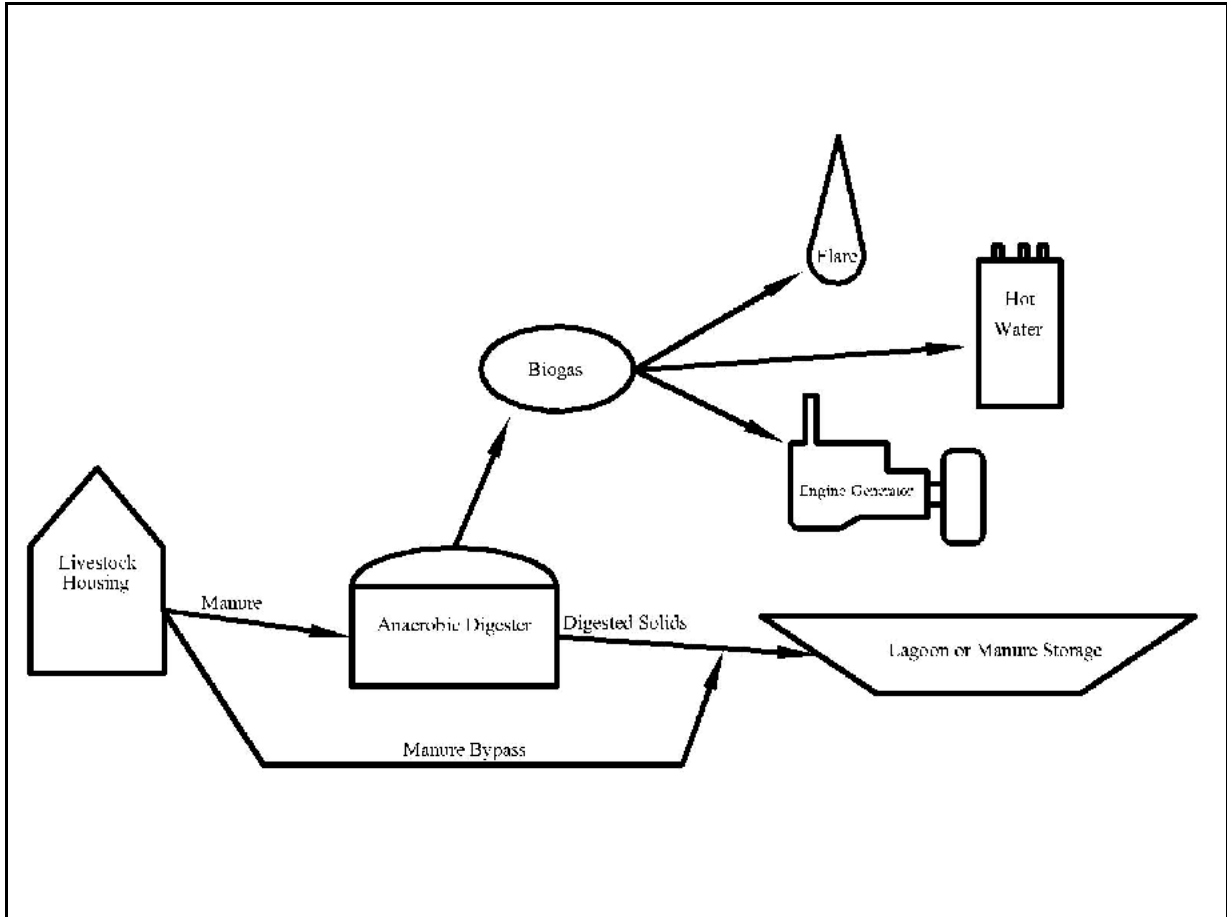 Flare
Hot
Water
Biogas
Engine Generator
Livestock
Housing
Manure
Anaerobic Digester
Digested Solids
Lagoon or Manure Storage
Manure Bypass